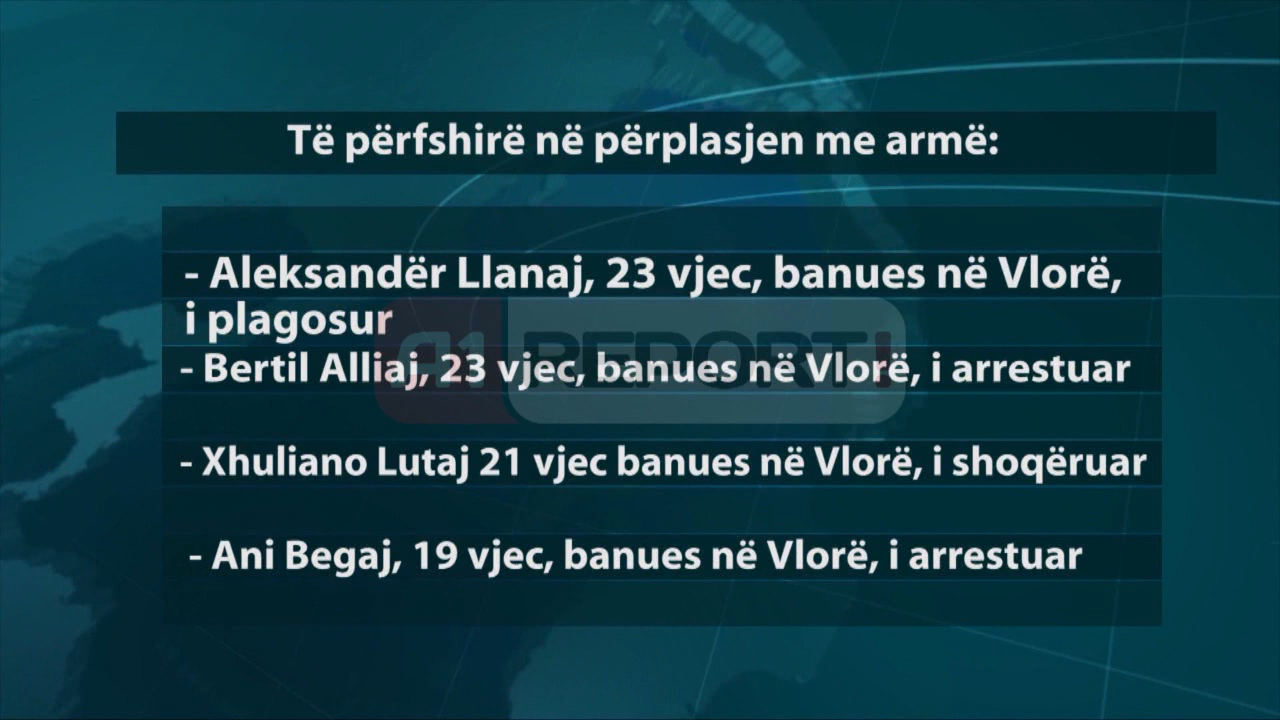 Të përfshirë në përplasjen me armë:
- Aleksandër Llanaj, 23 vjec, banues në Vlorë,
i plagosur
- Bertil Alliaj, 23 vjec, banues në Vlorë, i arrestuar
- Xhuliano Lutaj 21 vjec banues në Vlorë, i shoqëruar
- Ani Begaj, 19 vjec, banues në Vlorë, i arrestuar
REPORT!